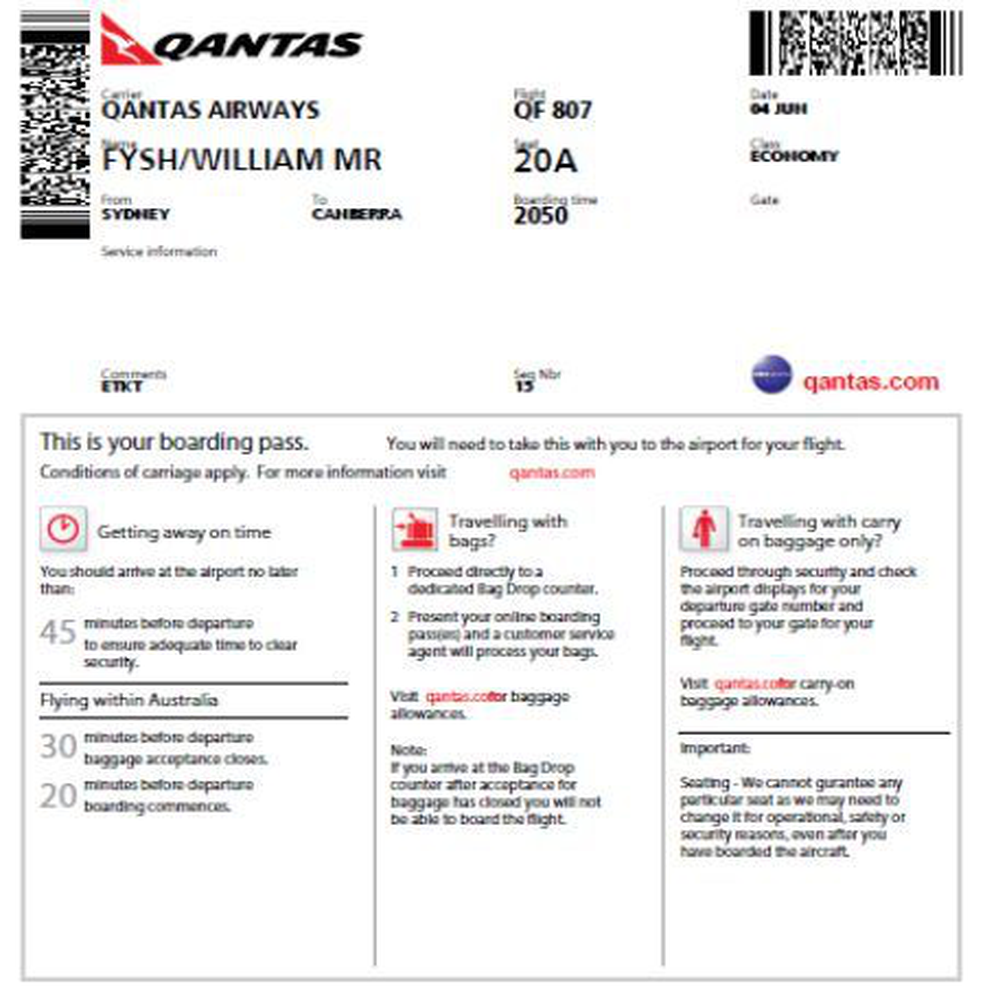 QANTAS
Carrier
QANTAS AIRWAYS
Flight
QF 807
Date
04 JUN
Name
FYSH/WILLIAM MR
Seat
20A
Class
ECONOMY
From
SYDNEY
To
CANBERRA
Boarding time
2050
Gate
Service information
Comments
ETKT
Seq Nbr
15
qantas.com
This is your boarding pass. You will need to take this with you to the airport for your flight.
Conditions of carriage apply. For more information visit qantas.com
Getting away on time
You should arrive at the airport no later
than:
45 minutes before departure
to ensure adequate time to clear
security.
Flying within Australia
30 minutes before departure
baggage acceptance closes.
20 minutes before departure
boarding commences.
Travelling with
bags?
1 Proceed directly to a
dedicated Bag Drop counter.
2 Present your online boarding
pass(es) and a customer service
agent will process your bags.
Visit qantas.com for baggage
allowances.
Note:
If you arrive at the Bag Drop
counter after acceptance for
baggage has closed you will not
be able to board the flight.
Travelling with carry
on baggage only?
Proceed through security and check
the airport displays for your
departure gate number and
proceed to your gate for your
flight.
Visit qantas.com for carry-on
baggage allowances.
Important:
Seating - We cannot gurantee any
particular seat as we may need to
change it for operational, safety or
security reasons, even after you
have boarded the aircraft.